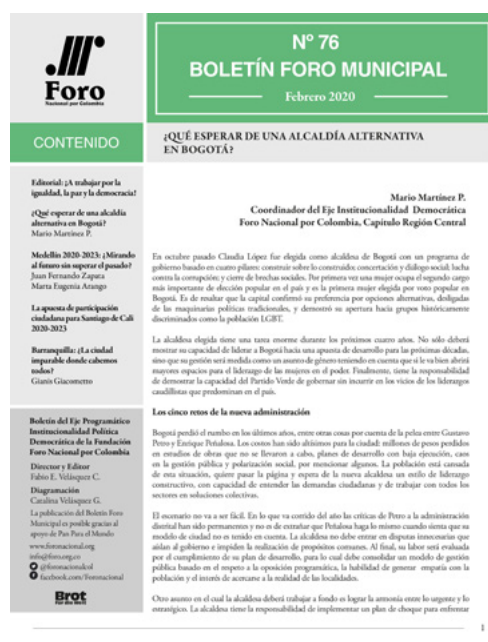 Foro
Nacional por Colombia
Nº 76
BOLETÍN FORO MUNICIPAL
Febrero 2020
CONTENIDO
Editorial: ¡A trabajar por la
igualdad, la paz y la democracia!
¿Qué esperar de una alcaldía
alternativa en Bogotá?
Mario Martínez P.
Medellín 2020-2023: ¿Mirando
al futuro sin superar el pasado?
Juan Fernando Zapata
Marta Eugenia Arango
La apuesta de participación
ciudadana para Santiago de Cali
2020-2023
Barranquilla: ¿La ciudad
imparable donde cabemos
todos?
Gianis Giacometto
Boletín del Eje Programático
Institucionalidad Política
Democrática de la Fundación
Foro Nacional por Colombia
Director y Editor
Fabio E. Velásquez C.
Diagramación
Catalina Velásquez G.
La publicación del Boletín Foro
Municipal es posible gracias al
apoyo de Pan Para el Mundo
www.foronacional.org
info@foro.org.co
@foronacionalcol
facebook.com/Foronacional
Brot
für die Welt
¿QUÉ ESPERAR DE UNA ALCALDÍA ALTERNATIVA
EN BOGOTÁ?
Mario Martínez P.
Coordinador del Eje Institucionalidad Democrática
Foro Nacional por Colombia, Capítulo Región Central
En octubre pasado Claudia López fue elegida como alcaldesa de Bogotá con un programa de
gobierno basado en cuatro pilares: construir sobre lo construido; concertación y diálogo social; lucha
contra la corrupción; y cierre de brechas sociales. Por primera vez una mujer ocupa el segundo cargo
más importante de elección popular en el país y es la primera mujer elegida por voto popular en
Bogotá. Es de resaltar que la capital confirmó su preferencia por opciones alternativas, desligadas
de las maquinarias políticas tradicionales, y demostró su apertura hacia grupos históricamente
discriminados como la población LGBT.
La alcaldesa elegida tiene una tarea enorme durante los próximos cuatro años. No sólo deberá
mostrar su capacidad de liderar a Bogotá hacia una apuesta de desarrollo para las próximas décadas,
sino que su gestión será medida como un asunto de género teniendo en cuenta que si le va bien abrirá
mayores espacios para el liderazgo de las mujeres en el poder. Finalmente, tiene la responsabilidad
de demostrar la capacidad del Partido Verde de gobernar sin incurrir en los vicios de los liderazgos
caudillistas que predominan en el país.
Los cinco retos de la nueva administración
Bogotá perdió el rumbo en los últimos años, entre otras cosas por cuenta de la pelea entre Gustavo
Petro y Enrique Peñalosa. Los costos han sido altísimos para la ciudad: millones de pesos perdidos
en estudios de obras que no se llevaron a cabo, planes de desarrollo con baja ejecución, caos
en la gestión pública y polarización social, por mencionar algunos. La población está cansada
de esta situación, quiere pasar la página y espera de la nueva alcaldesa un estilo de liderazgo
constructivo, con capacidad de entender las demandas ciudadanas y de trabajar con todos los
sectores en soluciones colectivas.
El escenario no va a ser fácil. En lo que va corrido del año las críticas de Petro a la administración
distrital han sido permanentes y no es de extrañar que Peñalosa haga lo mismo cuando sienta que su
modelo de ciudad no es tenido en cuenta. La alcaldesa no debe entrar en disputas innecesarias que
aíslan al gobierno e impiden la realización de propósitos comunes. Al final, su labor será evaluada
por el cumplimiento de su plan de desarrollo, para lo cual debe consolidar un modelo de gestión
pública basado en el respeto a la oposición programática, la habilidad de generar empatía con la
población y el interés de acercarse a la realidad de las localidades.
Otro asunto en el cual la alcaldesa deberá trabajar a fondo es lograr la armonía entre lo urgente y lo
estratégico. La alcaldesa tiene la responsabilidad de implementar un plan de choque para enfrentar
1